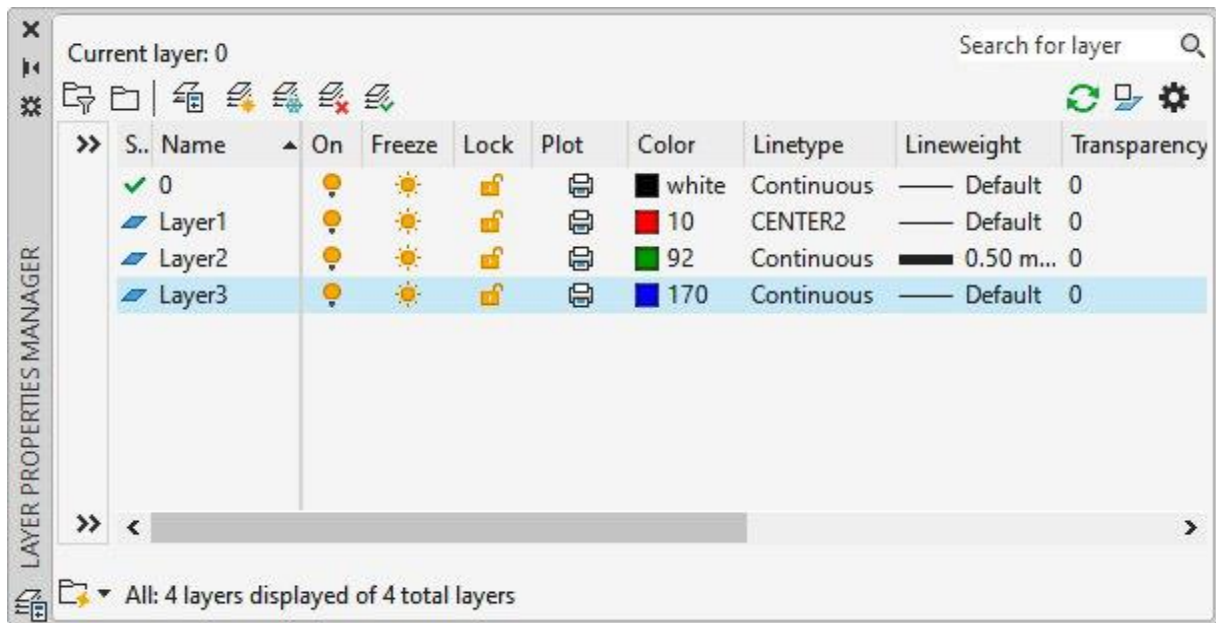 Current layer: 0
Search for layer
S.. Name On Freeze Lock Plot Color Linetype Lineweight Transparency
0 white Continuous Default 0
Layer1 10 CENTER2 Default 0
Layer2 92 Continuous 0.50 m... 0
Layer3 170 Continuous Default 0
LAYER PROPERTIES MANAGER
All: 4 layers displayed of 4 total layers